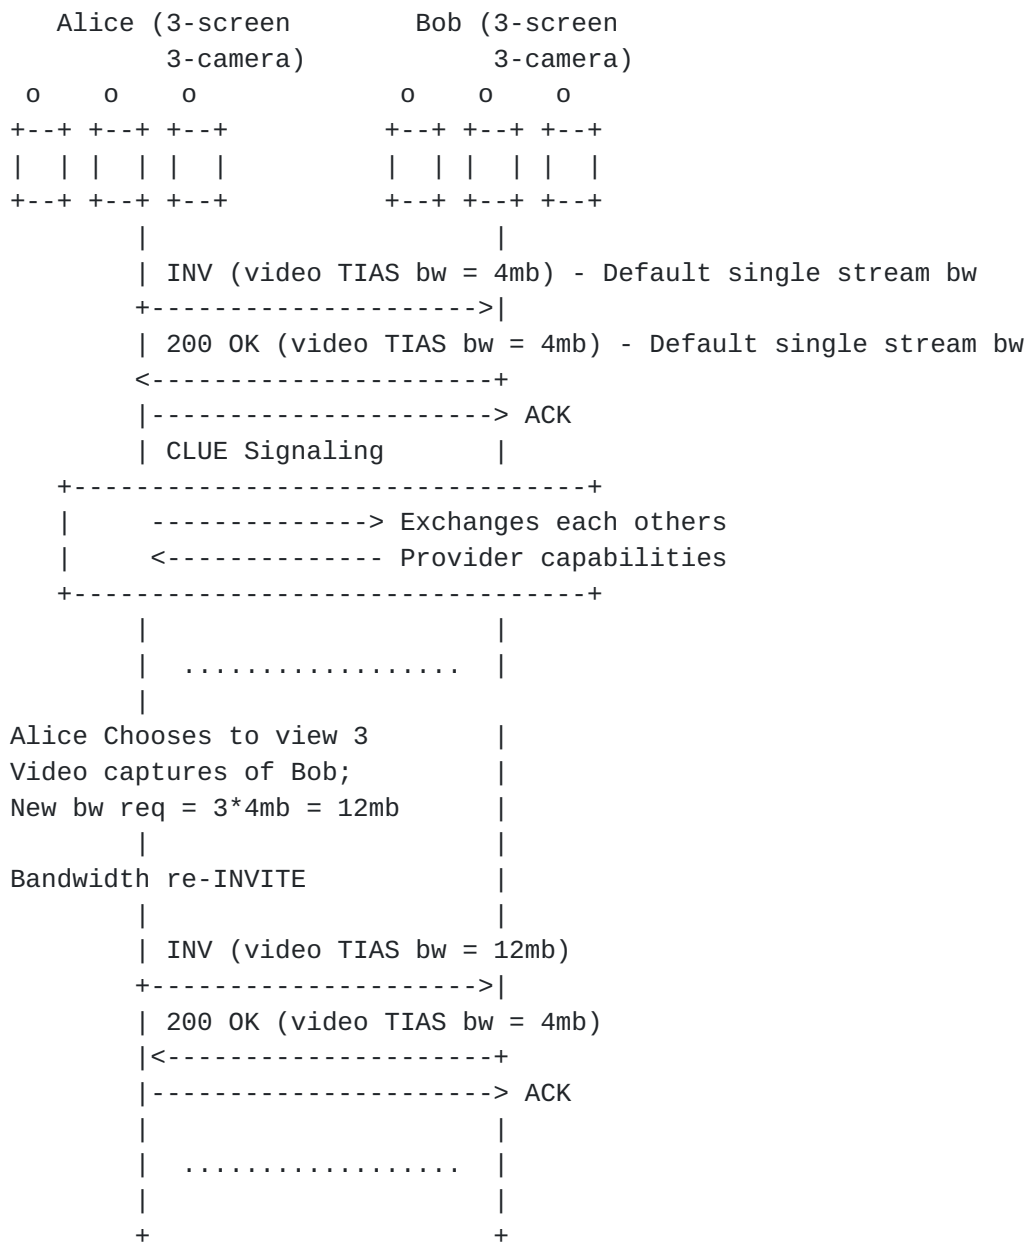 Alice (3-screen        Bob (3-screen
          3-camera)            3-camera)
 o    o    o             o    o    o
+--+ +--+ +--+          +--+ +--+ +--+
|  | |  | |  |          |  | |  | |  |
+--+ +--+ +--+          +--+ +--+ +--+
        |                      |
        | INV (video TIAS bw = 4mb) - Default single stream bw
        +--------------------->|
        | 200 OK (video TIAS bw = 4mb) - Default single stream bw
        <----------------------+
        |----------------------> ACK
        | CLUE Signaling       |
   +---------------------------------+
   |     --------------> Exchanges each others
   |     <-------------- Provider capabilities
   +---------------------------------+
        |                      |
        |  ..................  |
        |
Alice Chooses to view 3        |
Video captures of Bob;         |
New bw req = 3*4mb = 12mb      |
        |                      |
Bandwidth re-INVITE            |
        |                      |
        | INV (video TIAS bw = 12mb)
        +--------------------->|
        | 200 OK (video TIAS bw = 4mb)
        |<---------------------+
        |----------------------> ACK
        |                      |
        |  ..................  |
        |                      |
        +                      +